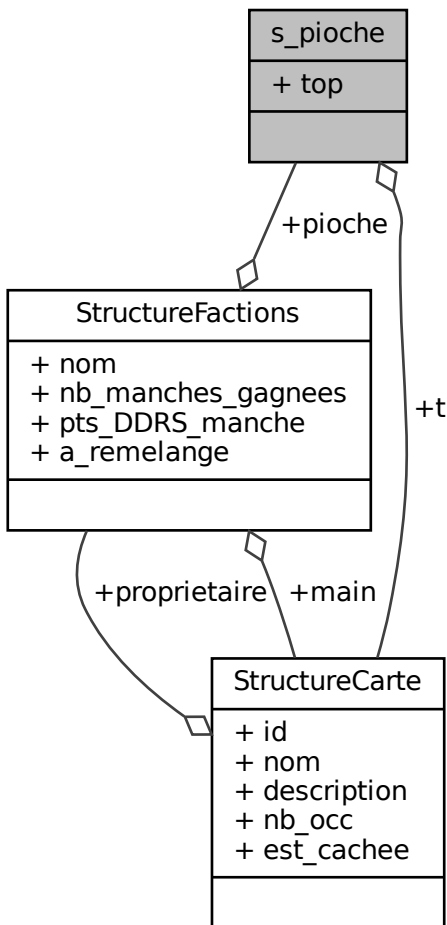 s_pioche
+ top
+pioche
StructureFactions
+ nom
+ nb_manches_gagnees
+ pts_DDRS_manche
+ a_remelange
+t
+proprietaire
+main
StructureCarte
+ id
+ nom
+ description
+ nb_occ
+ est_cachee